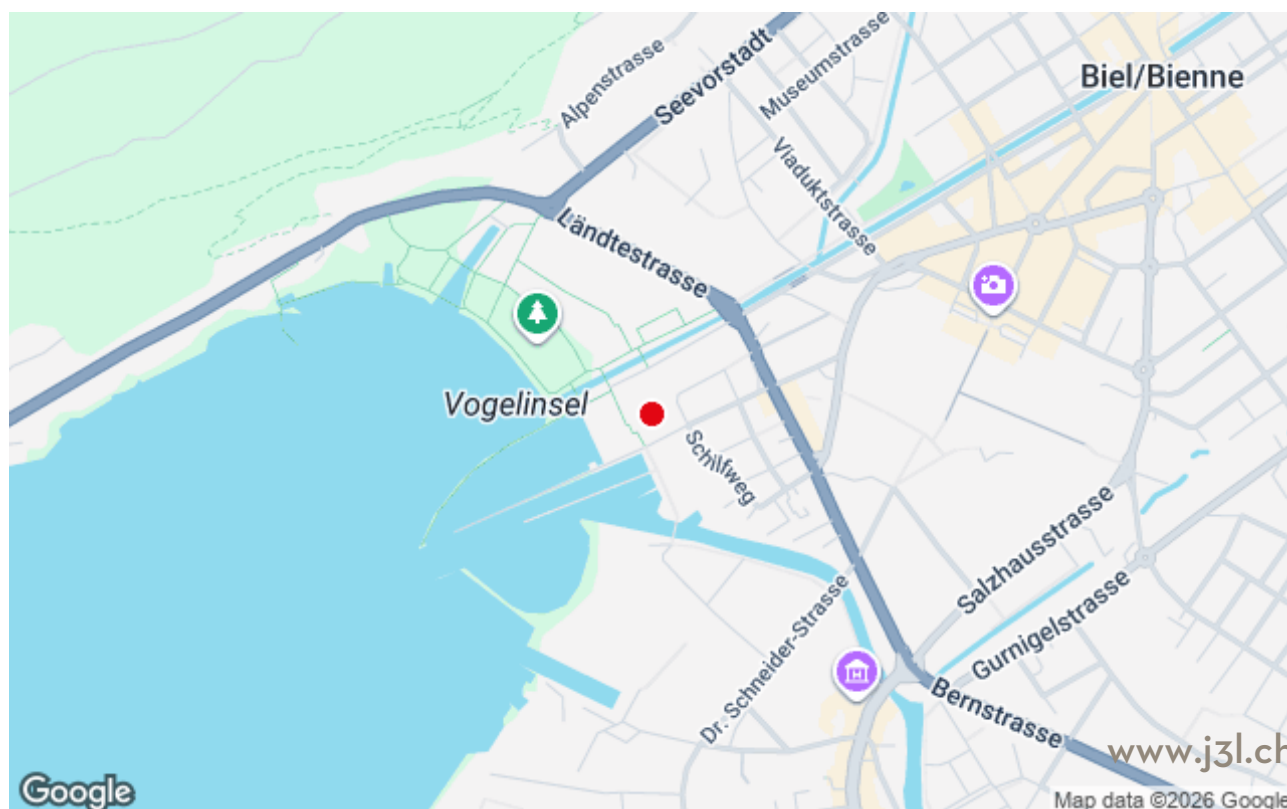 Alpenstrasse
Seevorstadt
Museumstrasse
Biel/Bienne
Viaduktstrasse
Ländtestrasse
Vogelinsel
Schilfweg
Salzhausstrasse
Gurnigelstrasse
Dr. Schneider-Strasse
Bernstrasse
www.j3l.ch
Google
Map data ©2026 Google